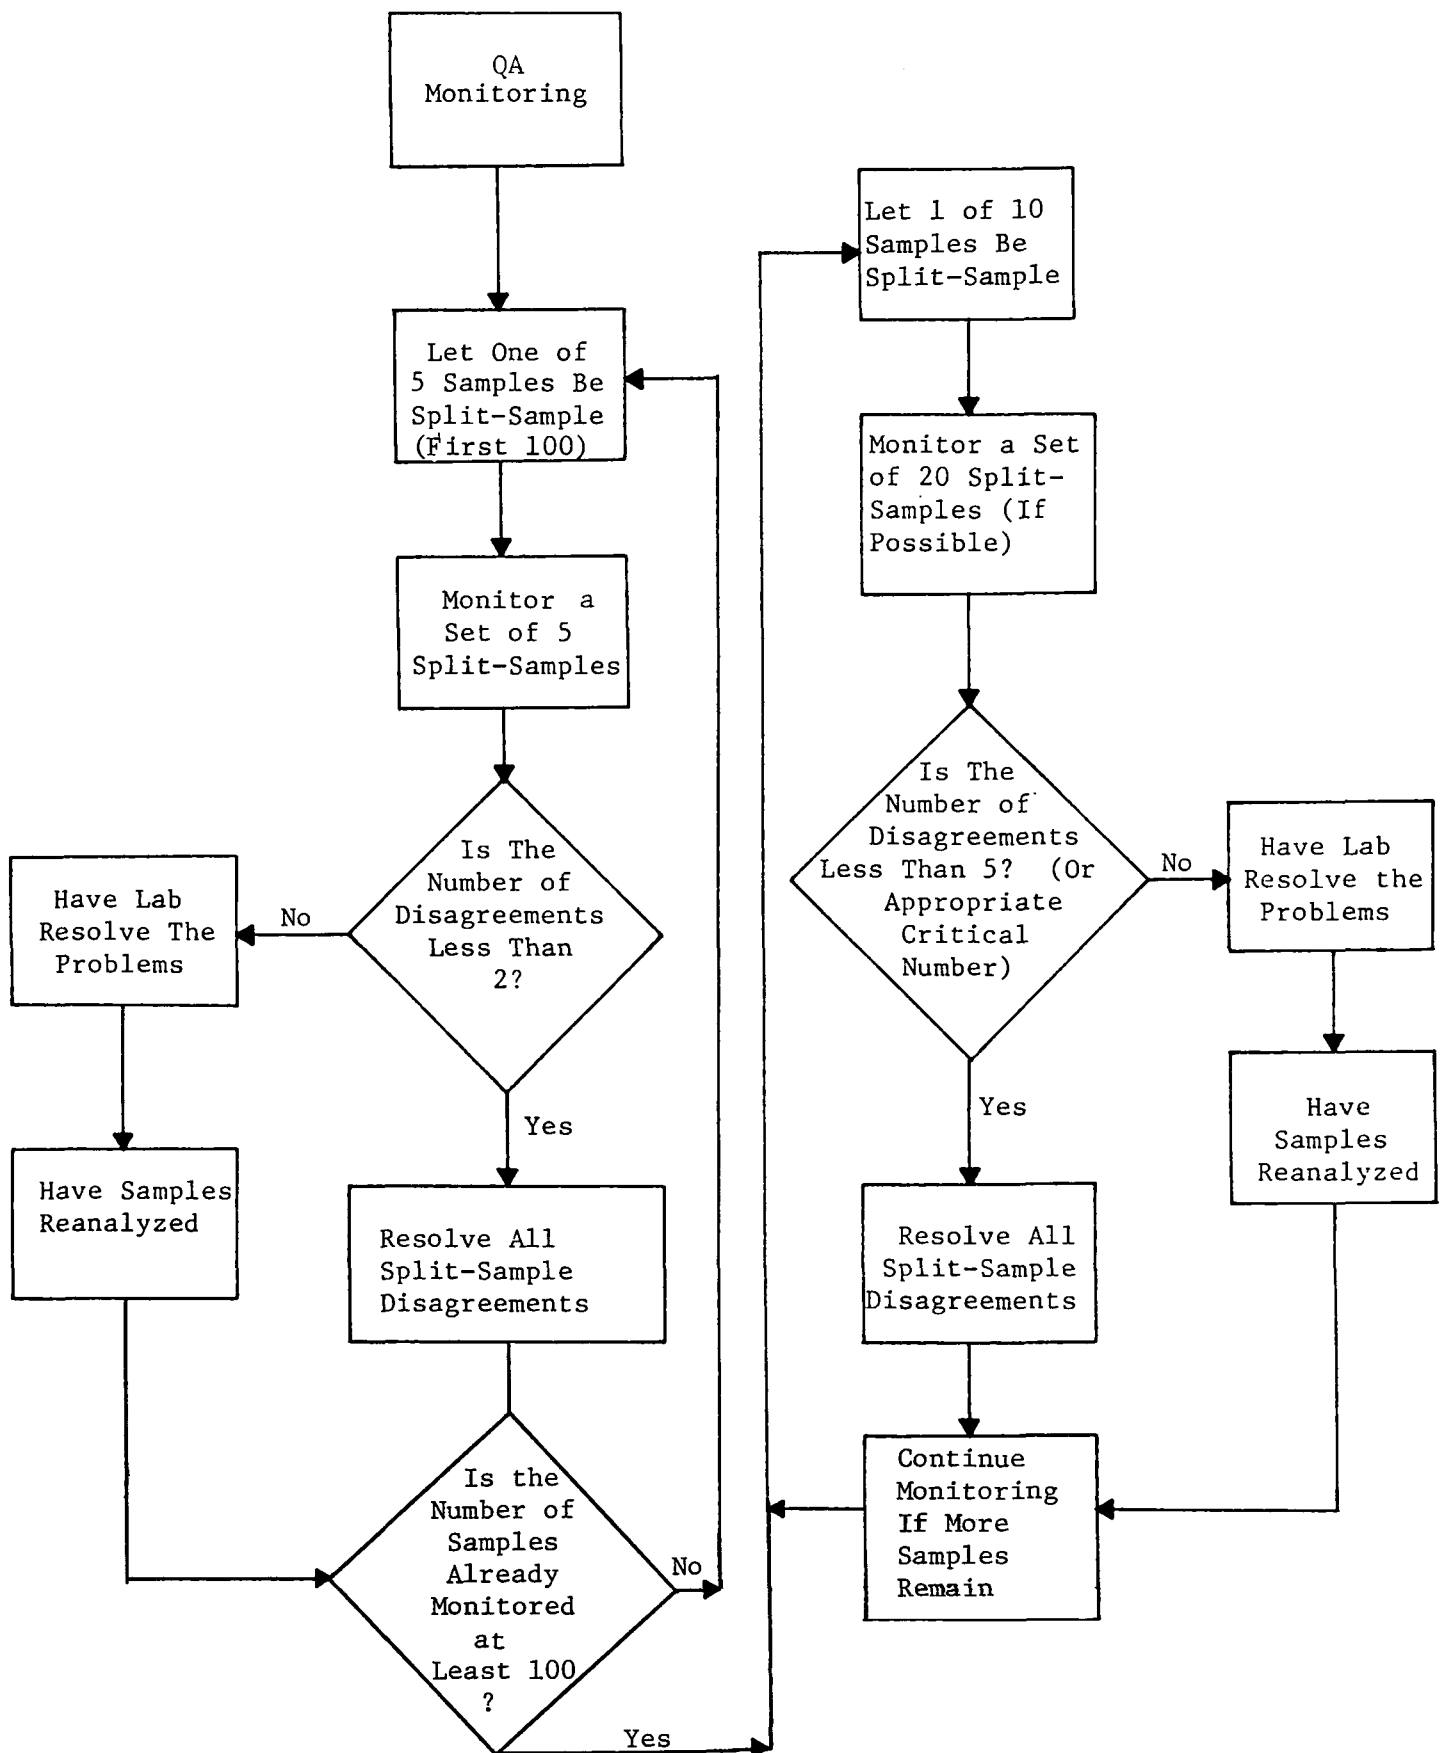 QA
Monitoring
Let One of
5 Samples Be
Split-Sample
(First 100)
Monitor a
Set of 5
Split-Samples
Is The
Number of
Disagreements
Less Than
2?
No
Have Lab
Resolve The
Problems
Have Samples
Reanalyzed
Yes
Resolve All
Split-Sample
Disagreements
Is the
Number of
Samples
Already
Monitored
at
Least 100
?
No
Yes
Let 1 of 10
Samples Be
Split-Sample
Monitor a Set
of 20 Split-
Samples (If
Possible)
Is The
Number of
Disagreements
Less Than 5? (Or
Appropriate
Critical
Number)
No
Have Lab
Resolve the
Problems
Have
Samples
Reanalyzed
Yes
Resolve All
Split-Sample
Disagreements
Continue
Monitoring
If More
Samples
Remain